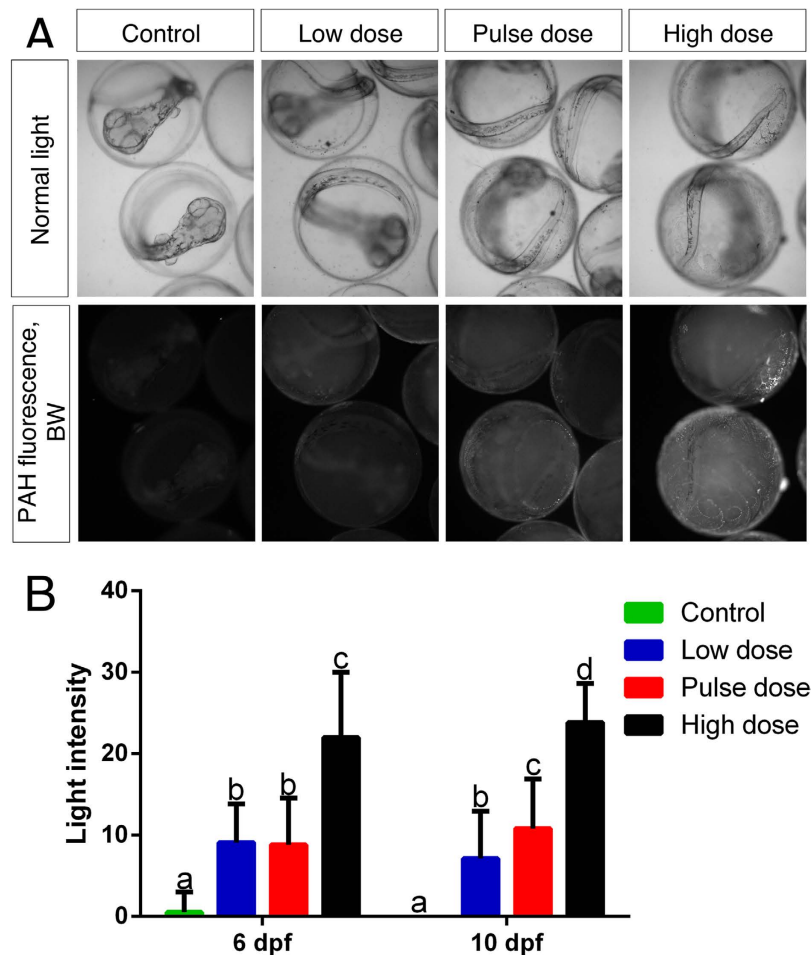 A
Control
Low dose
Pulse dose
High dose
Normal light
PAH fluorescence,
BW
B
Light intensity
40
30
20
10
0
a
b
b
c
a
b
c
d
6 dpf
10 dpf
Control
Low dose
Pulse dose
High dose